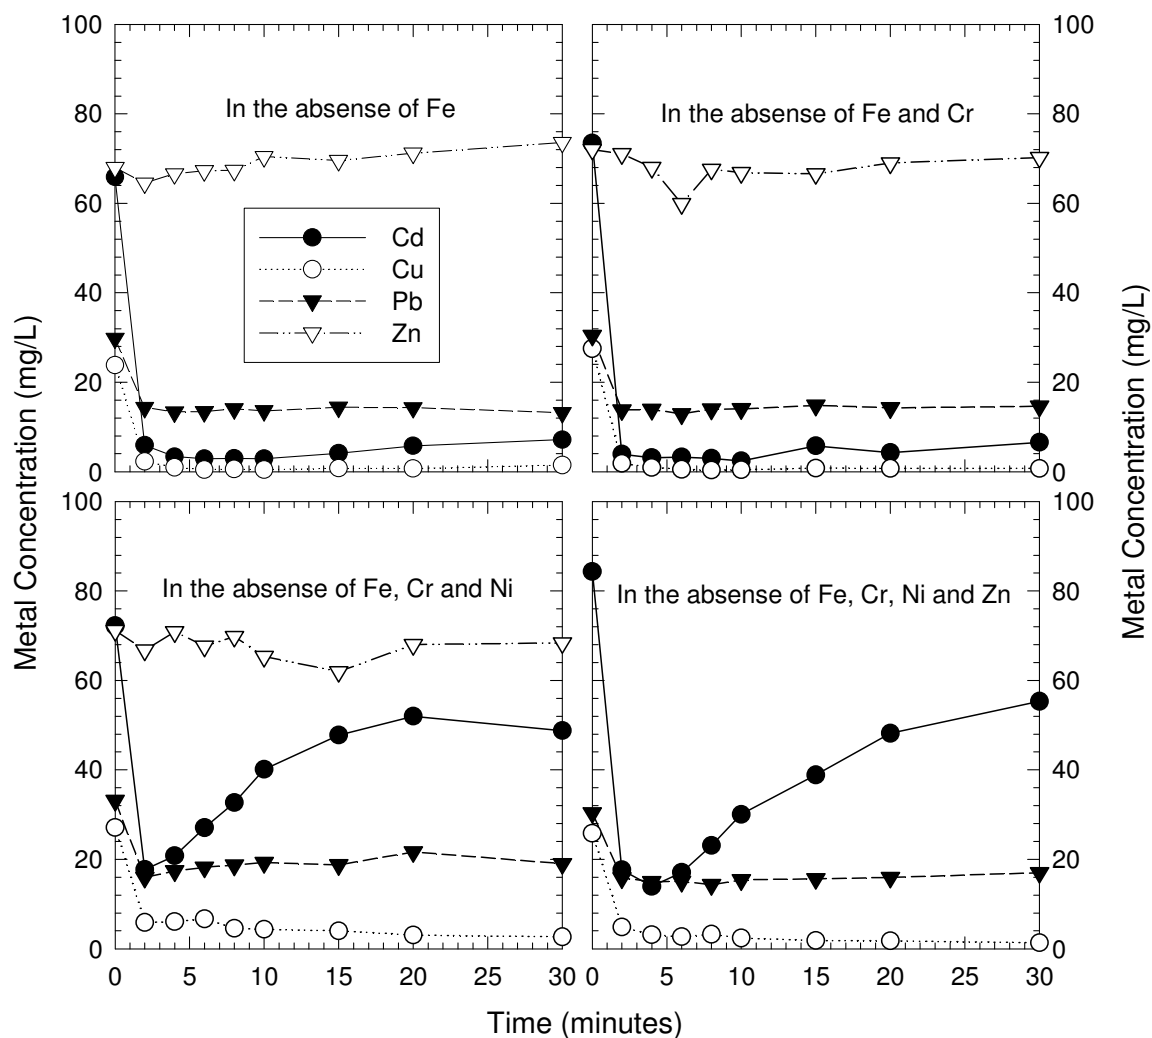 100
80
60
40
20
0
In the absense of Fe
Cd
Cu
Pb
Zn
In the absense of Fe and Cr
100
80
60
40
20
0
Metal Concentration (mg/L)
Metal Concentration (mg/L)
100
80
60
40
20
0
In the absense of Fe, Cr and Ni
In the absense of Fe, Cr, Ni and Zn
100
80
60
40
20
0
0 5 10 15 20 25 30
0 5 10 15 20 25 30
Time (minutes)